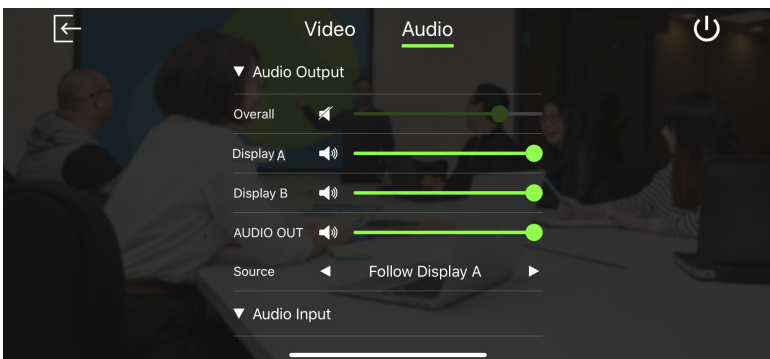 Video Audio
▼ Audio Output
Overall
Display A
Display B
AUDIO OUT
Source ◀ Follow Display A ▶
▼ Audio Input